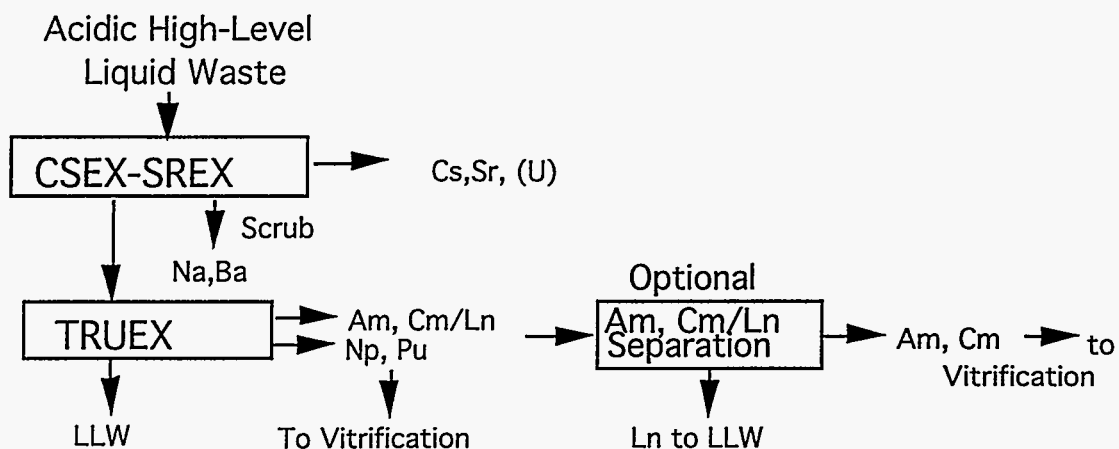 Acidic High-Level
Liquid Waste
CSEX-SREX
Cs,Sr, (U)
Scrub
Na,Ba
TRUEX
Am, Cm/Ln
Np, Pu
Optional
Am, Cm/Ln
Separation
Am, Cm
to
Vitrification
LLW
To Vitrification
Ln to LLW